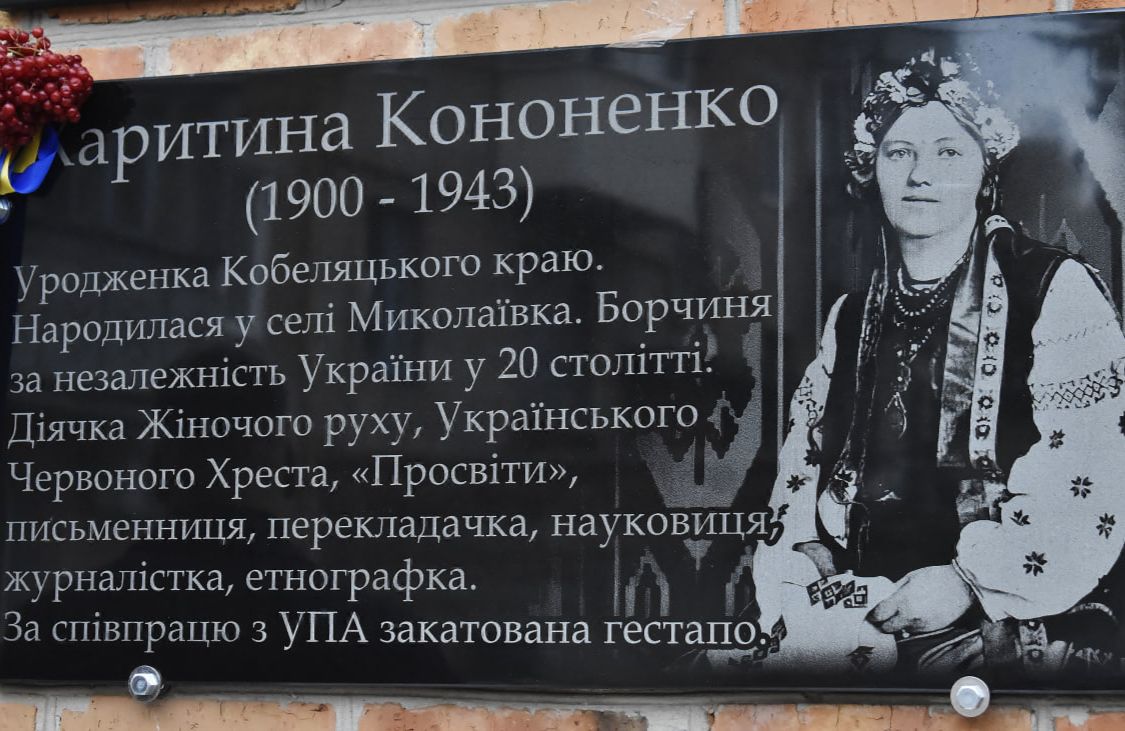 Харитина Кононенко
(1900 - 1943)
Уродженка Кобеляцького краю.
Народилася у селі Миколаївка. Борчиня
за незалежність України у 20 столітті.
Діячка Жіночого руху, Українського
Червоного Хреста, «Просвіти»,
письменниця, перекладачка, науковиця,
журналістка, етнографка.
За співпрацю з УПА закатована гестапо.